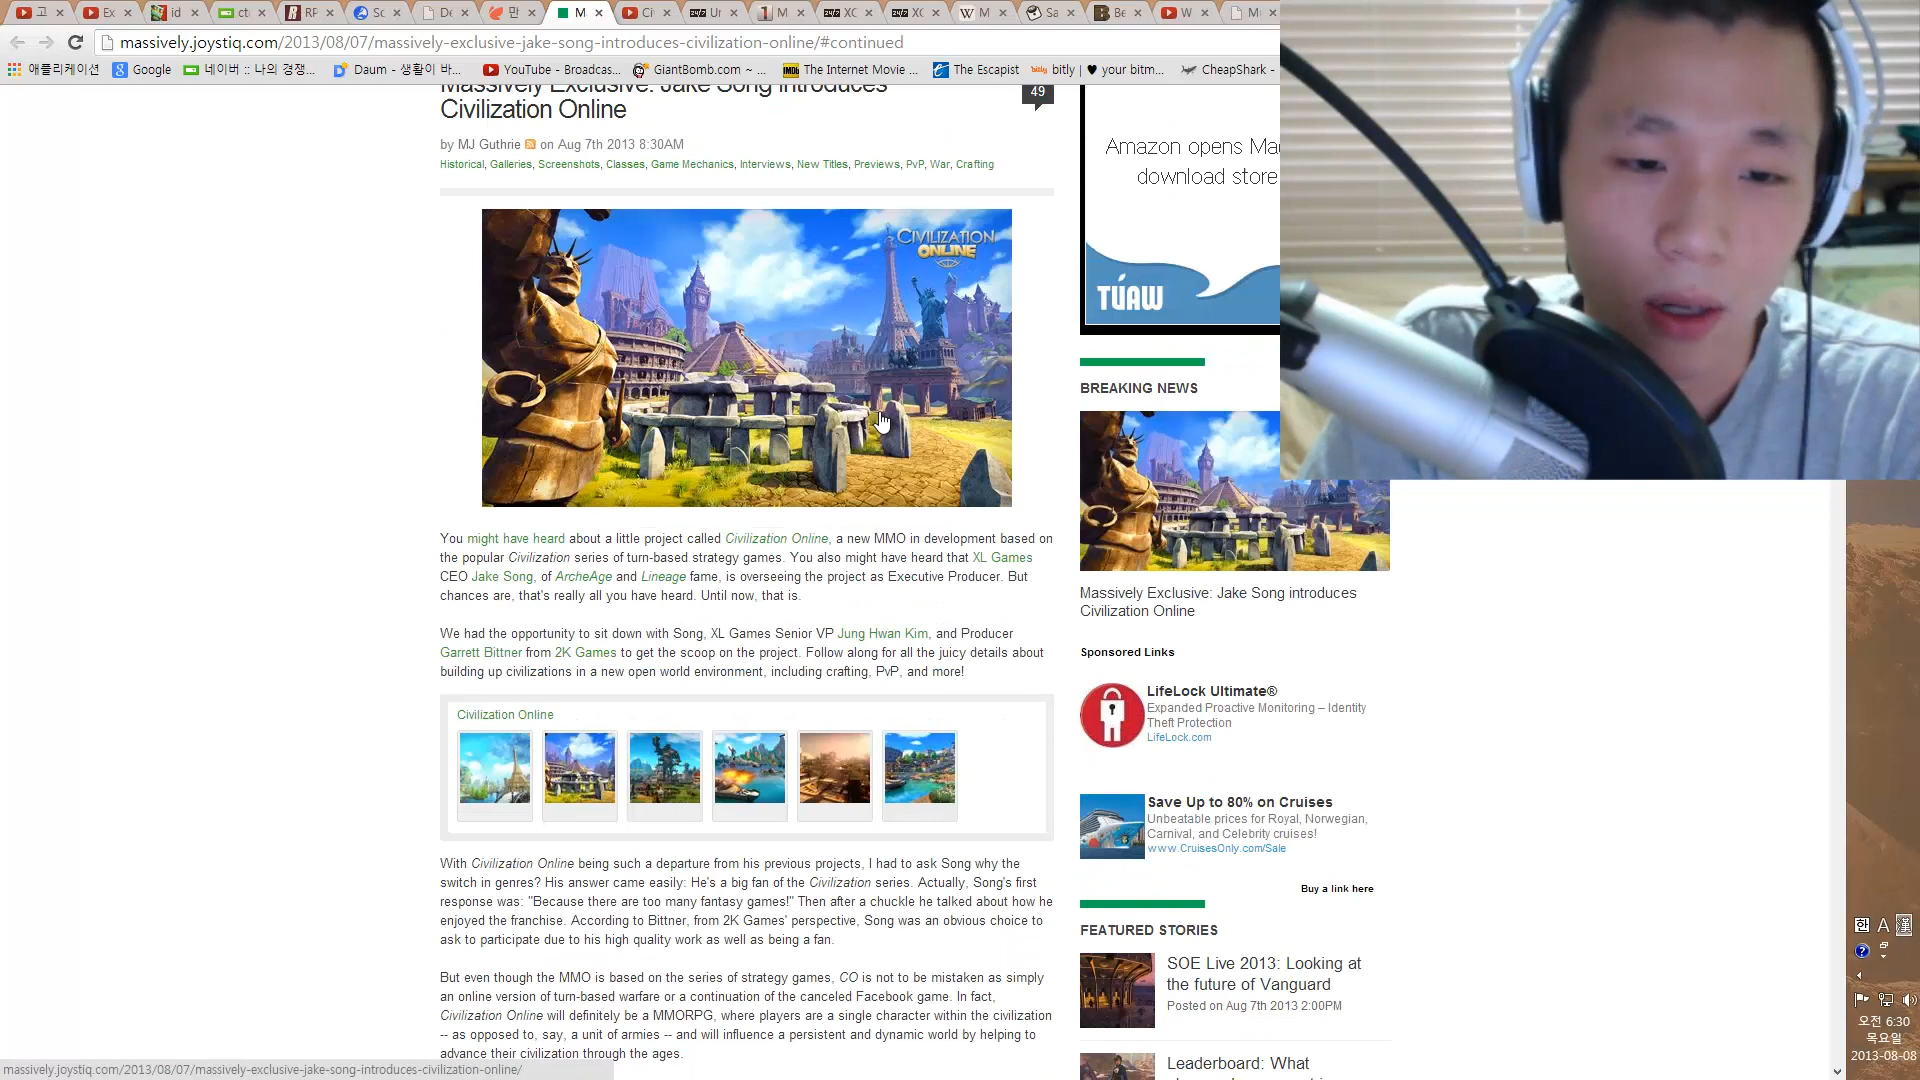 고
Ex
id
ct
RP
Sc
De
만
M
Ci
Ur
M
XC
XC
M
Sa
Be
W
M
massively.joystiq.com/2013/08/07/massively-exclusive-jake-song-introduces-civilization-online/#continued
애플리케이션
Google
네이버 :: 나의 경쟁...
Daum - 생활이 바...
YouTube - Broadcas...
GiantBomb.com ~ ...
The Internet Movie ...
The Escapist
bitly | ♥ your bitm...
CheapShark -
Massively Exclusive: Jake Song introduces
Civilization Online
49
by MJ Guthrie on Aug 7th 2013 8:30AM
Historical, Galleries, Screenshots, Classes, Game Mechanics, Interviews, New Titles, Previews, PvP, War, Crafting
CIVILIZATION
ONLINE
You might have heard about a little project called Civilization Online, a new MMO in development based on
the popular Civilization series of turn-based strategy games. You also might have heard that XL Games
CEO Jake Song, of ArcheAge and Lineage fame, is overseeing the project as Executive Producer. But
chances are, that's really all you have heard. Until now, that is.
We had the opportunity to sit down with Song, XL Games Senior VP Jung Hwan Kim, and Producer
Garrett Bittner from 2K Games to get the scoop on the project. Follow along for all the juicy details about
building up civilizations in a new open world environment, including crafting, PvP, and more!
Civilization Online
With Civilization Online being such a departure from his previous projects, I had to ask Song why the
switch in genres? His answer came easily: He's a big fan of the Civilization series. Actually, Song's first
response was: "Because there are too many fantasy games!" Then after a chuckle he talked about how he
enjoyed the franchise. According to Bittner, from 2K Games' perspective, Song was an obvious choice to
ask to participate due to his high quality work as well as being a fan.
But even though the MMO is based on the series of strategy games, CO is not to be mistaken as simply
an online version of turn-based warfare or a continuation of the canceled Facebook game. In fact,
Civilization Online will definitely be a MMORPG, where players are a single character within the civilization
-- as opposed to, say, a unit of armies -- and will influence a persistent and dynamic world by helping to
advance their civilization through the ages.
Amazon opens Mac
download store
TUAW
BREAKING NEWS
Massively Exclusive: Jake Song introduces
Civilization Online
Sponsored Links
LifeLock Ultimate®
Expanded Proactive Monitoring – Identity
Theft Protection
LifeLock.com
Save Up to 80% on Cruises
Unbeatable prices for Royal, Norwegian,
Carnival, and Celebrity cruises!
www.CruisesOnly.com/Sale
Buy a link here
FEATURED STORIES
SOE Live 2013: Looking at
the future of Vanguard
Posted on Aug 7th 2013 2:00PM
Leaderboard: What
massively.joystiq.com/2013/08/07/massively-exclusive-jake-song-introduces-civilization-online/
한 A 漢
오전 6:30
목요일
2013-08-08